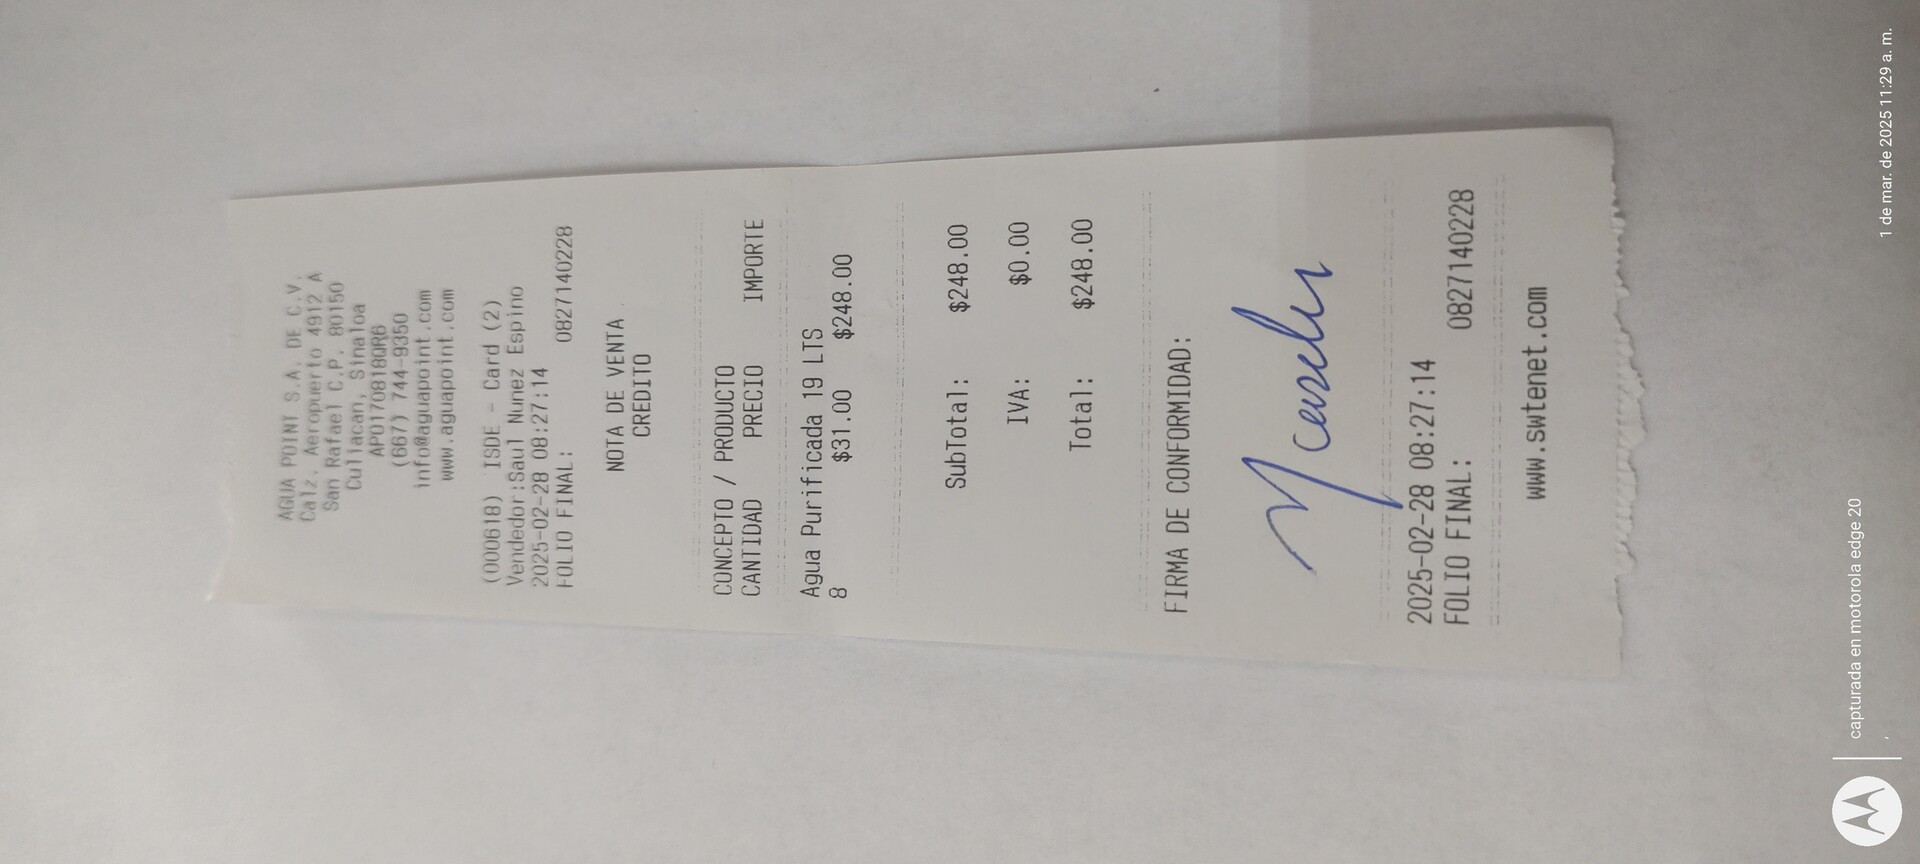 AGUA POINT S.A. DE C.V.
Calz. Aeropuerto 4912 A
San Rafael C.P. 80150
Culiacan, Sinaloa
APO170818QR6
(667) 744-9350
info@aguapoint.com
www.aguapoint.com
(000618) ISDE - Card (2)
Vendedor:Saul Nunez Espino
2025-02-28 08:27:14
FOLIO FINAL: 0827140228
NOTA DE VENTA
CREDITO
CONCEPTO / PRODUCTO
CANTIDAD PRECIO IMPORTE
Agua Purificada 19 LTS
8 $31.00 $248.00
SubTotal: $248.00
IVA: $0.00
Total: $248.00
FIRMA DE CONFORMIDAD:
2025-02-28 08:27:14
FOLIO FINAL: 0827140228
www.swtenet.com
capturada en motorola edge 20
,
1 de mar. de 2025 11:29 a. m.